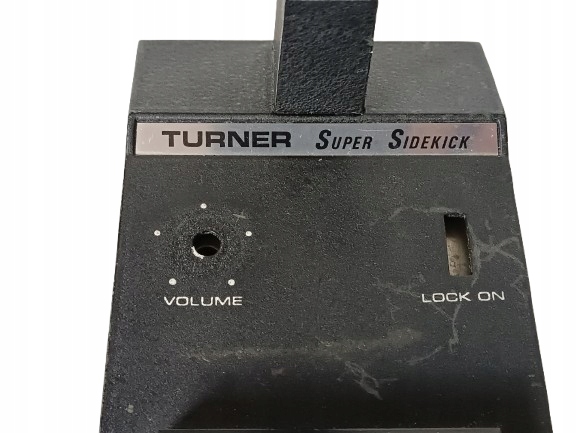 TURNER SUPER SIDEKICK
VOLUME
LOCK ON